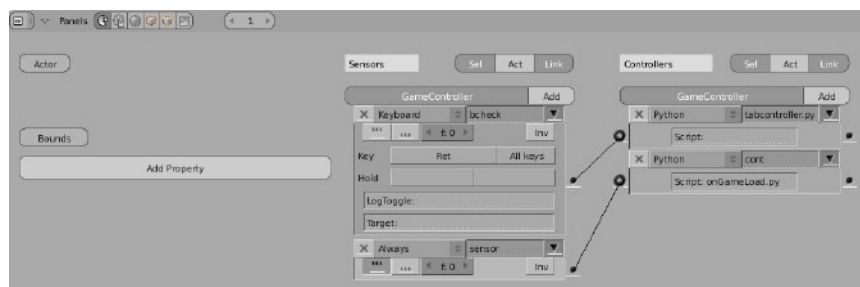 Panels 1
Actor
Sensors Sel Act Link
Controllers Sel Act Link
GameController Add
GameController Add
X Keyboard bcheck
X Python tabcontroller.py
f: 0 Inv
Script:
Bounds
Key Ret All keys
X Python cont
Add Property
Hold
Script: onGameLoad.py
LogToggle:
Target:
X Always sensor
f: 0 Inv